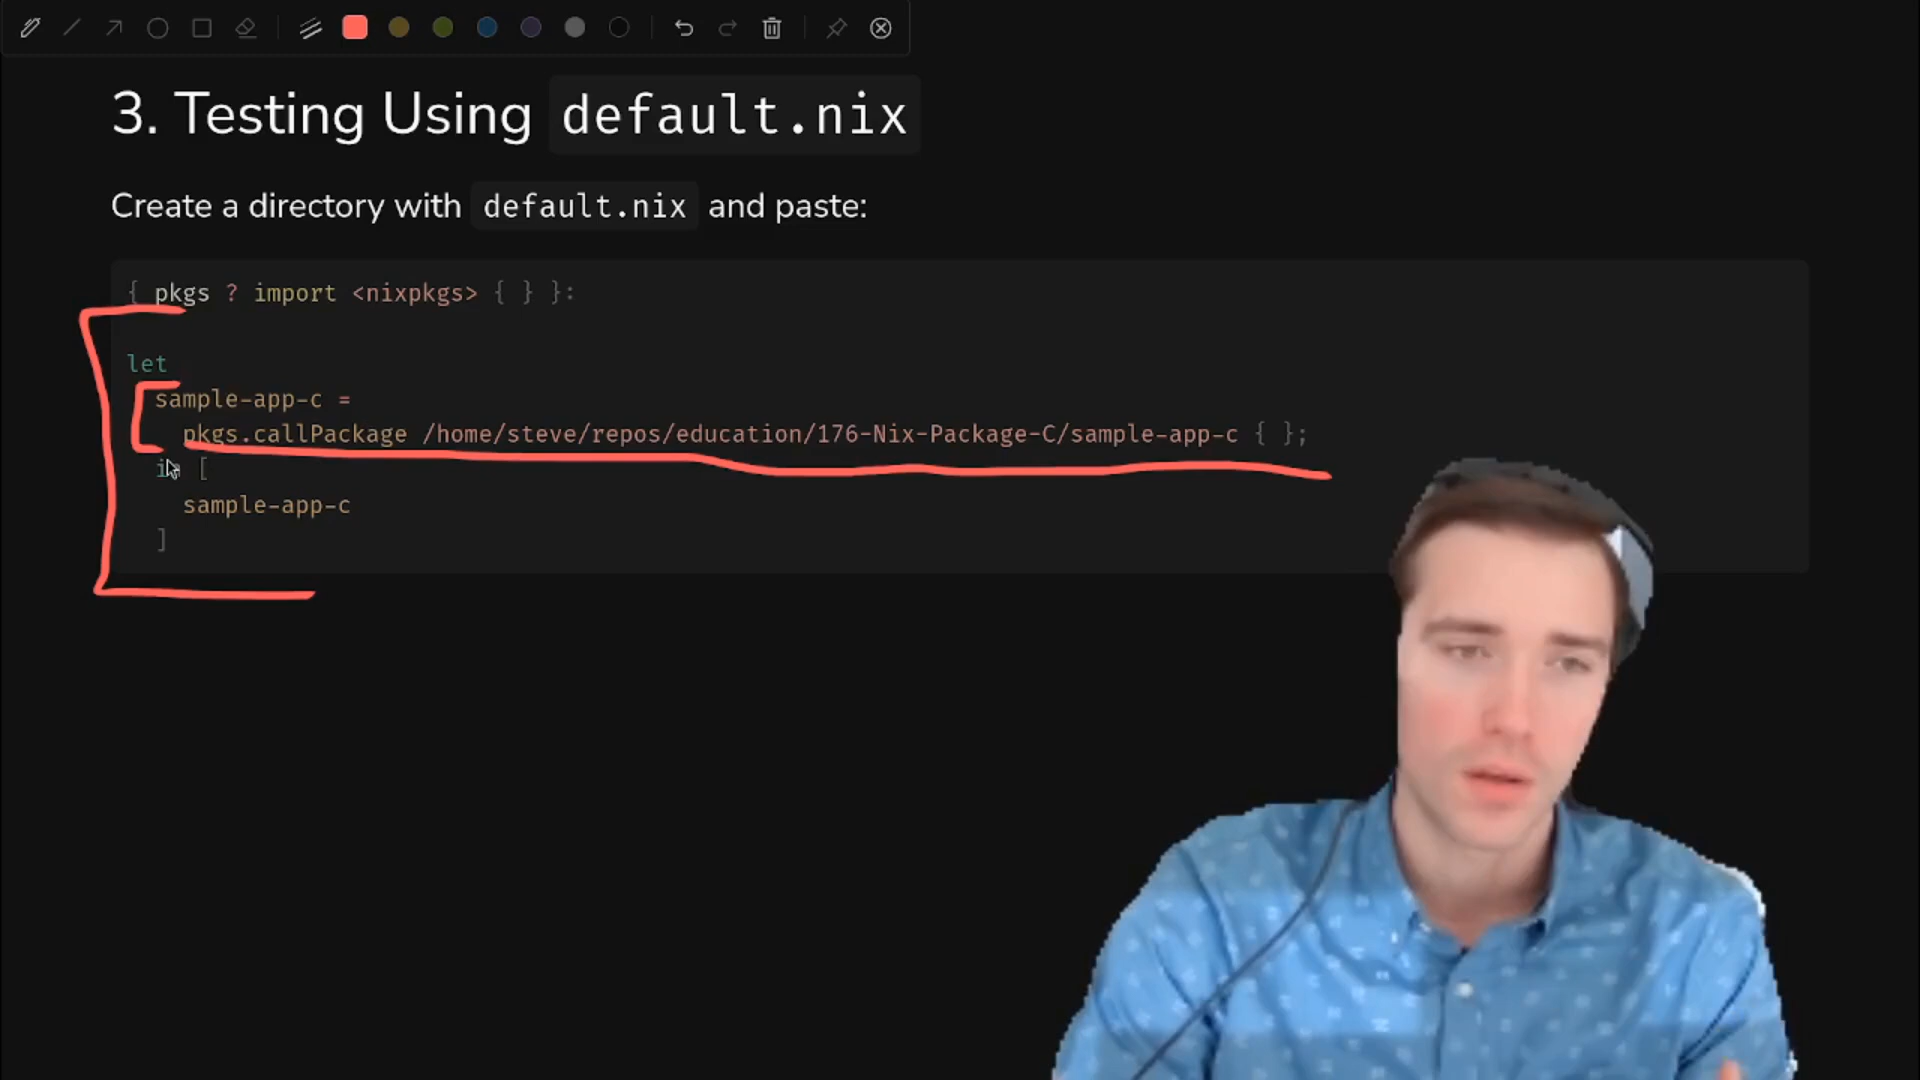 3. Testing Using default.nix
Create a directory with default.nix and paste:
{ pkgs ? import <nixpkgs> { } }:
let
sample-app-c =
pkgs.callPackage /home/steve/repos/education/176-Nix-Package-C/sample-app-c { };
in [
sample-app-c
]